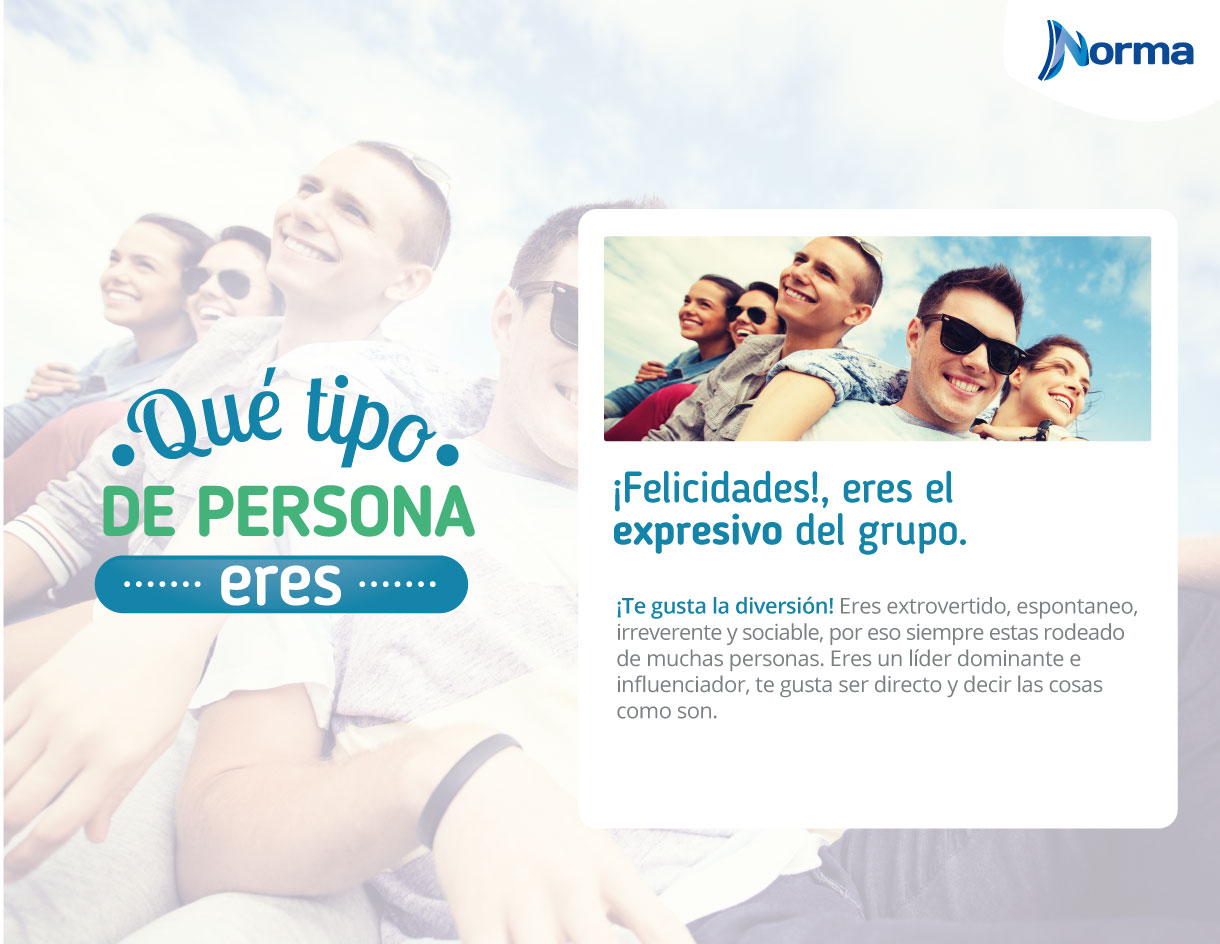 Norma
Qué tipo
DE PERSONA
eres
¡Felicidades!, eres el
expresivo del grupo.
¡Te gusta la diversión! Eres extrovertido, espontaneo,
irreverente y sociable, por eso siempre estas rodeado
de muchas personas. Eres un líder dominante e
influenciador, te gusta ser directo y decir las cosas
como son.